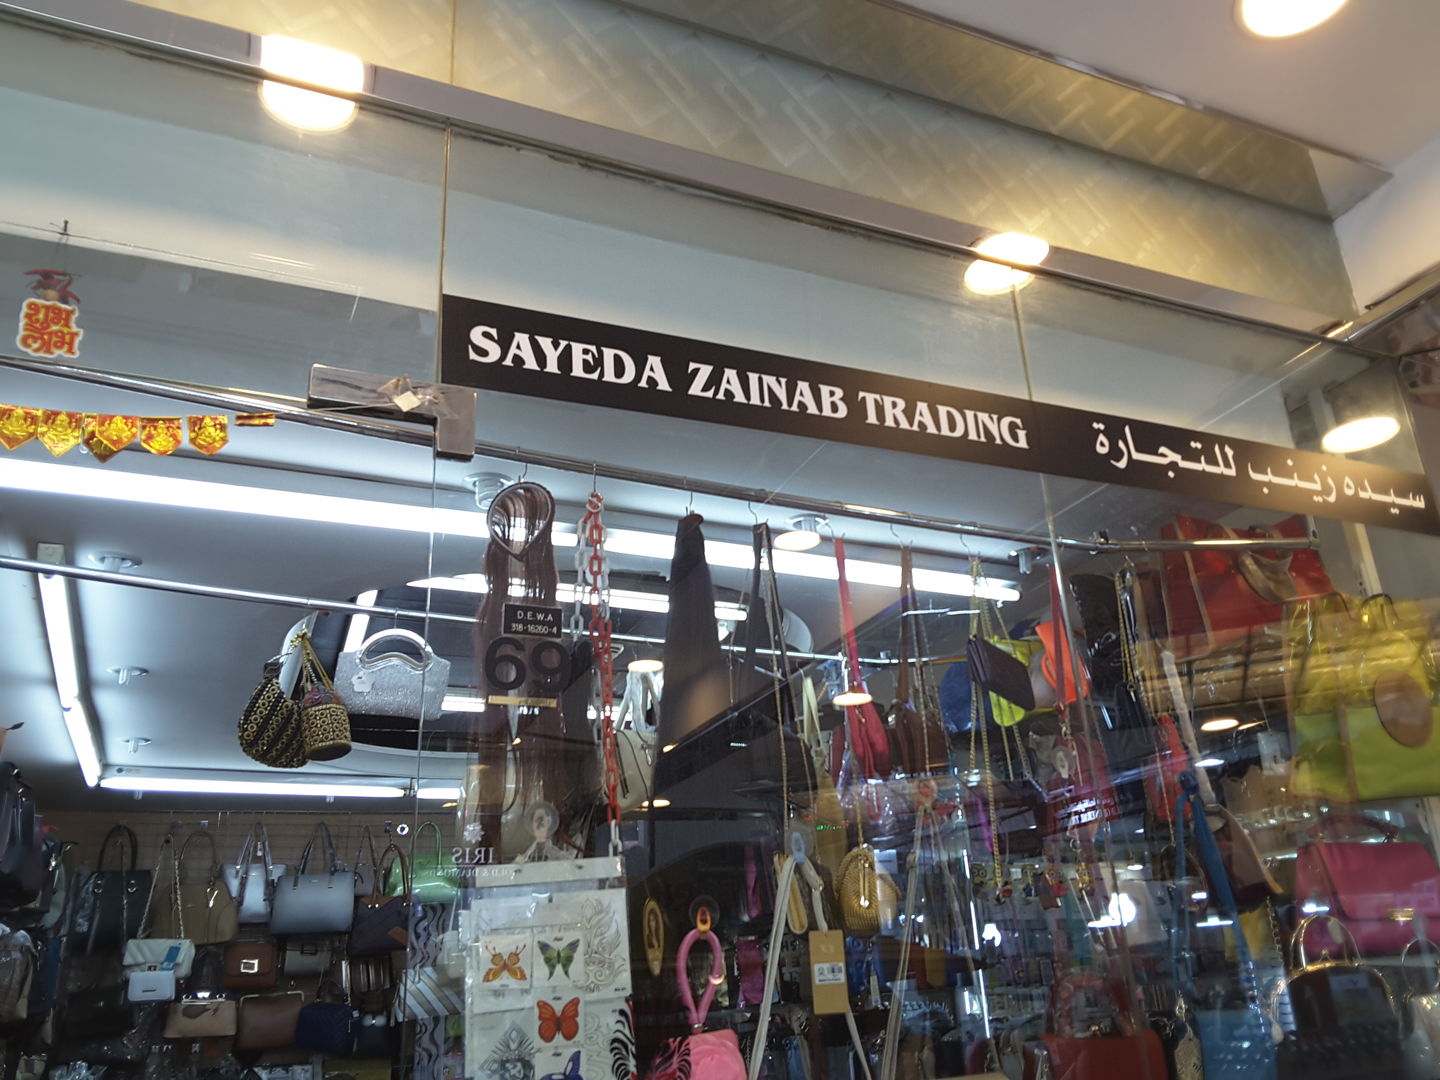 शुभ
लाभ
SAYEDA ZAINAB TRADING
سيده زينب للتجارة
D.E.W.A
318-16260-4
69
IRIS